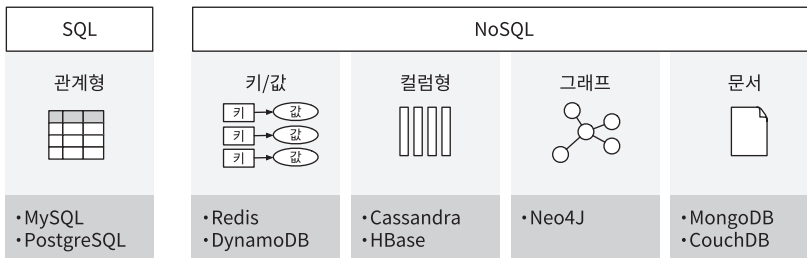 SQL
NoSQL
관계형
키/값
컬럼형
그래프
문서
키 값
키 값
키 값
•MySQL
•PostgreSQL
•Redis
•DynamoDB
•Cassandra
•HBase
•Neo4J
•MongoDB
•CouchDB